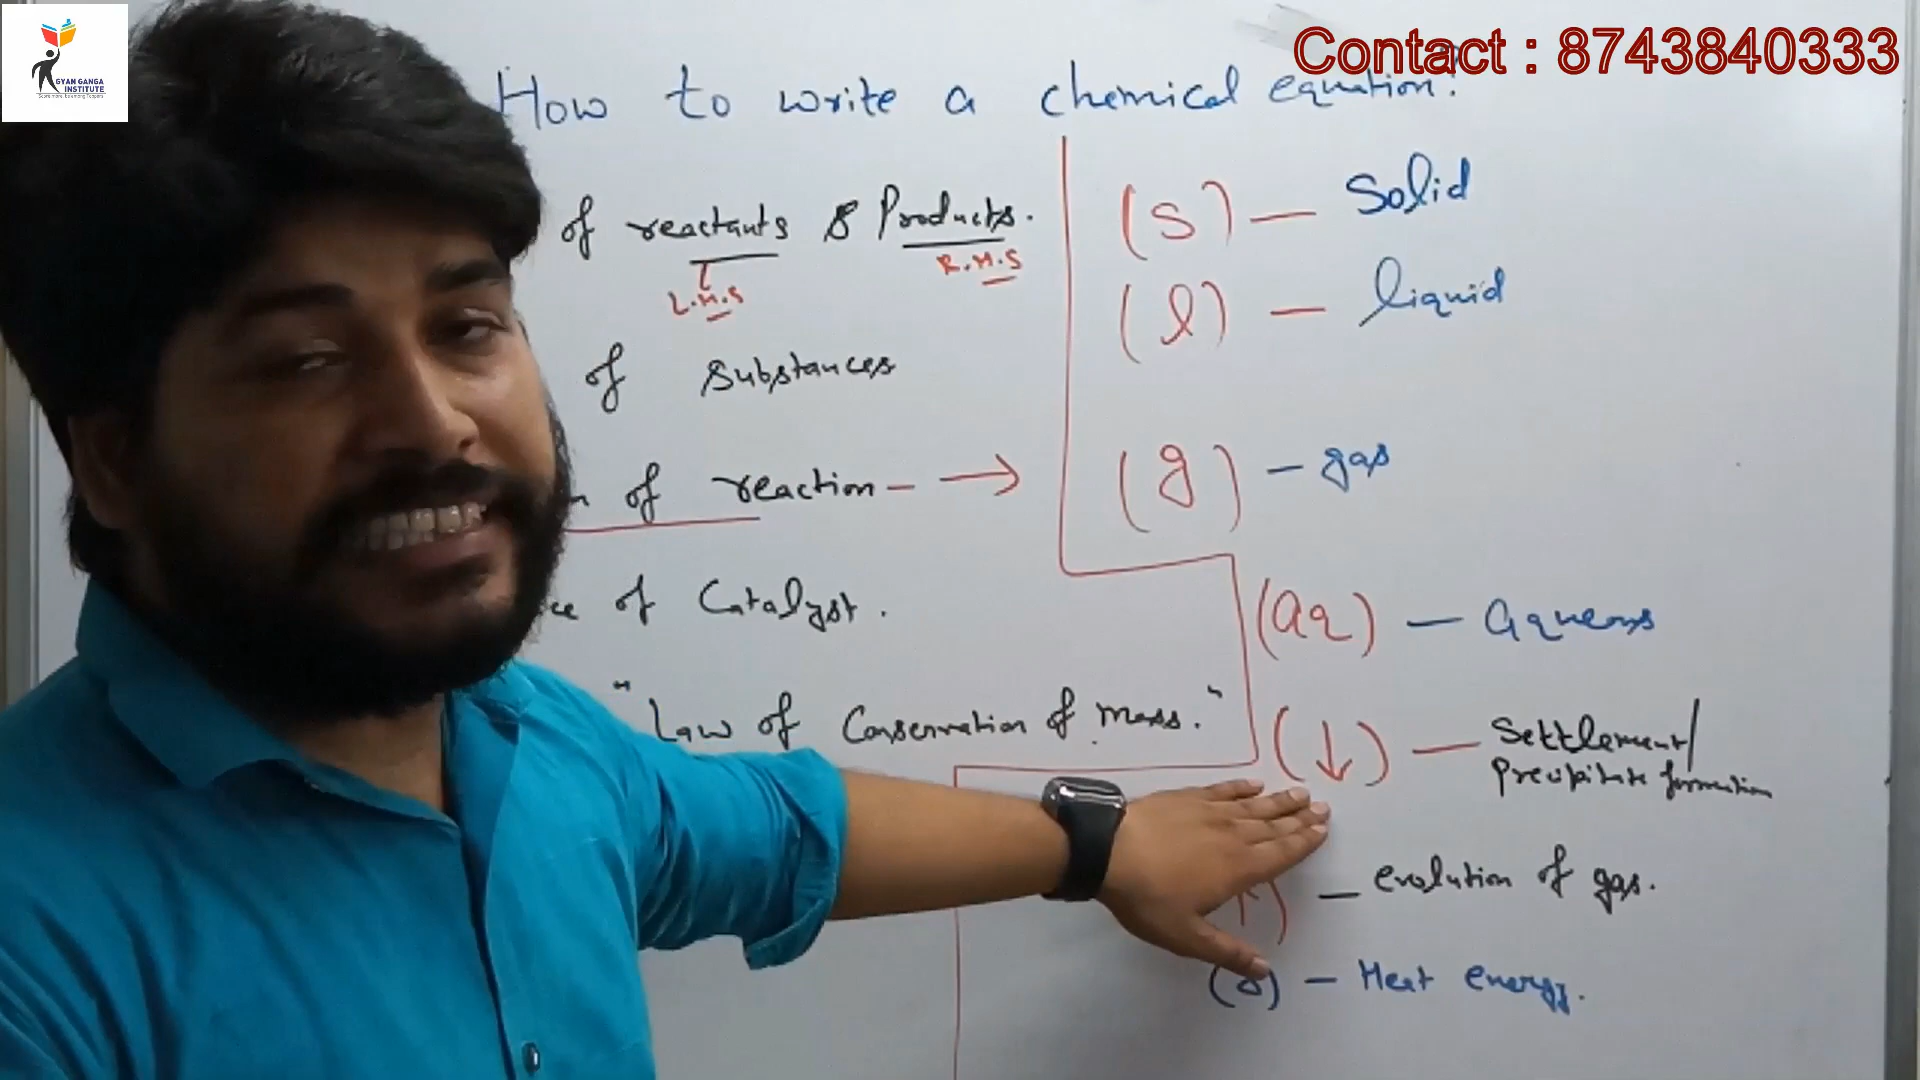 GYAN GANGA
INSTITUTE
Contact : 8743840333
How to write a chemical equation.
of reactants & Products.
L.H.S
R.H.S
of Substances
of reaction - →
of Catalyst.
"Law of Conservation of mass."
(s) — Solid
(l) — liquid
(g) — gas
(aq) — aqueous
(↓) — Settlement/
Precipitate formation
↑) — evolution of gas.
(Δ) — Heat energy.